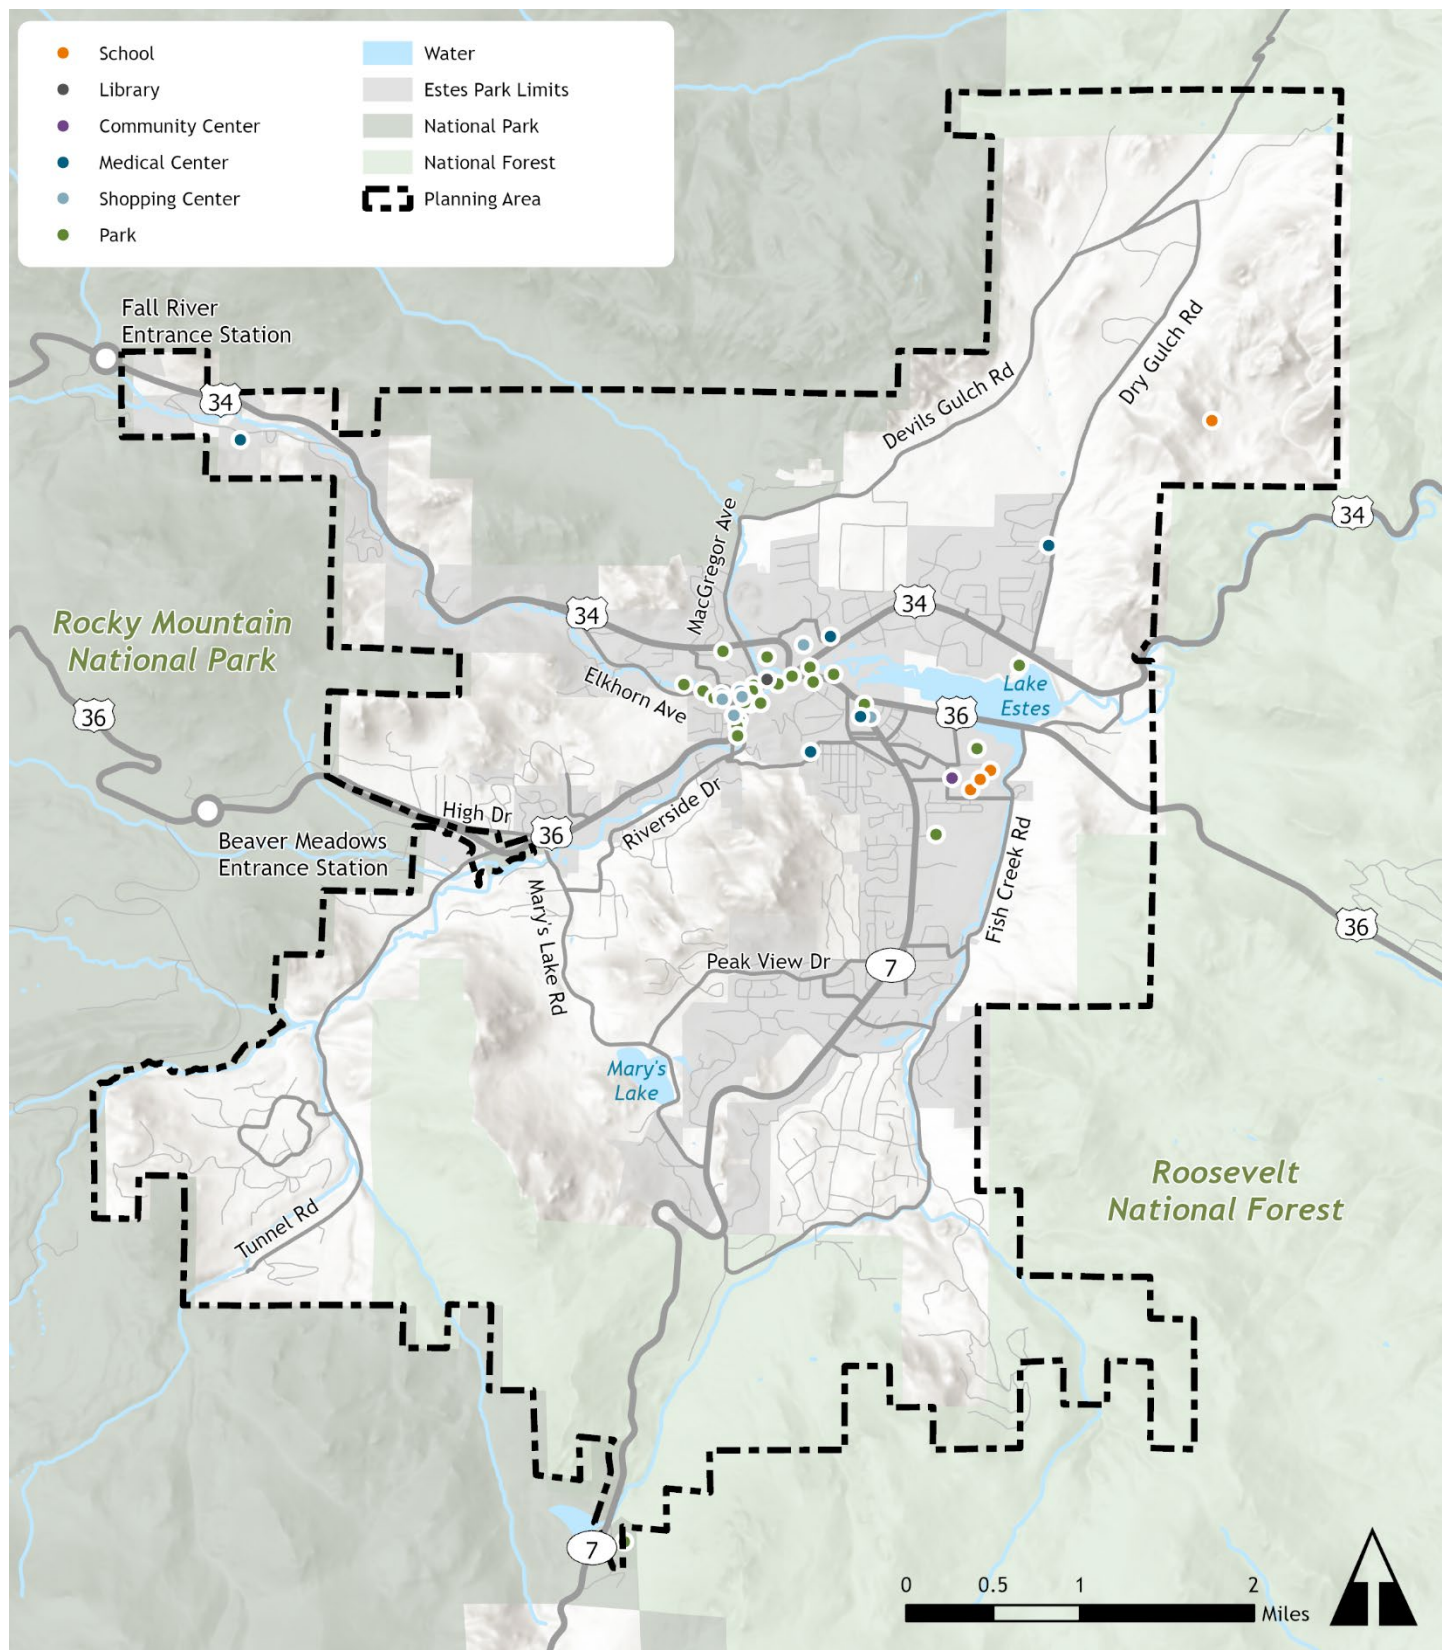 School
Library
Community Center
Medical Center
Shopping Center
Park
Water
Estes Park Limits
National Park
National Forest
Planning Area
Fall River
Entrance Station
34
Devils Gulch Rd
Dry Gulch Rd
34
MacGregor Ave
34
34
Rocky Mountain
National Park
36
Elkhorn Ave
Lake
Estes
36
High Dr
36
Riverside Dr
Beaver Meadows
Entrance Station
Mary's Lake Rd
Fish Creek Rd
36
Peak View Dr
7
Mary's
Lake
Roosevelt
National Forest
Tunnel Rd
7
0 0.5 1 2
Miles